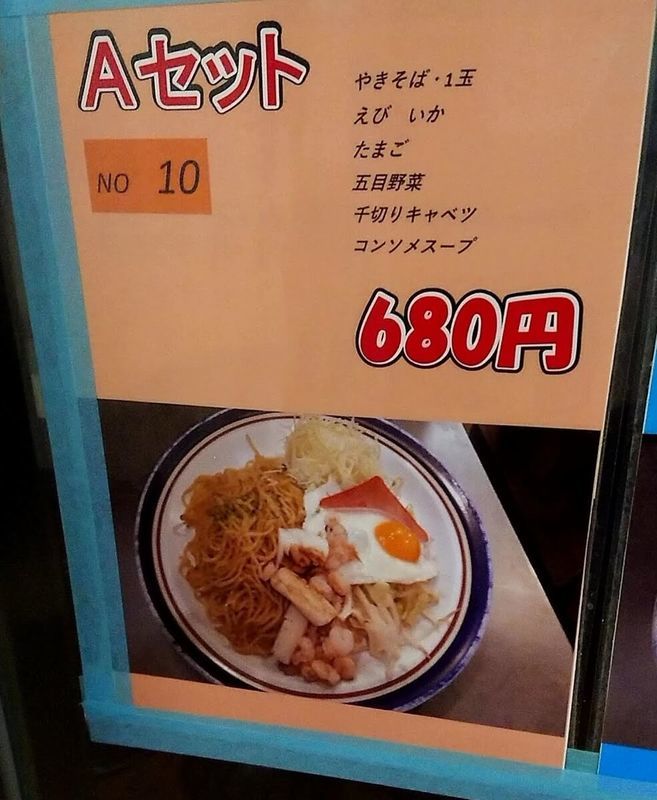 Aセット
NO 10
やきそば・1玉
えび いか
たまご
五目野菜
千切りキャベツ
コンソメスープ
680円